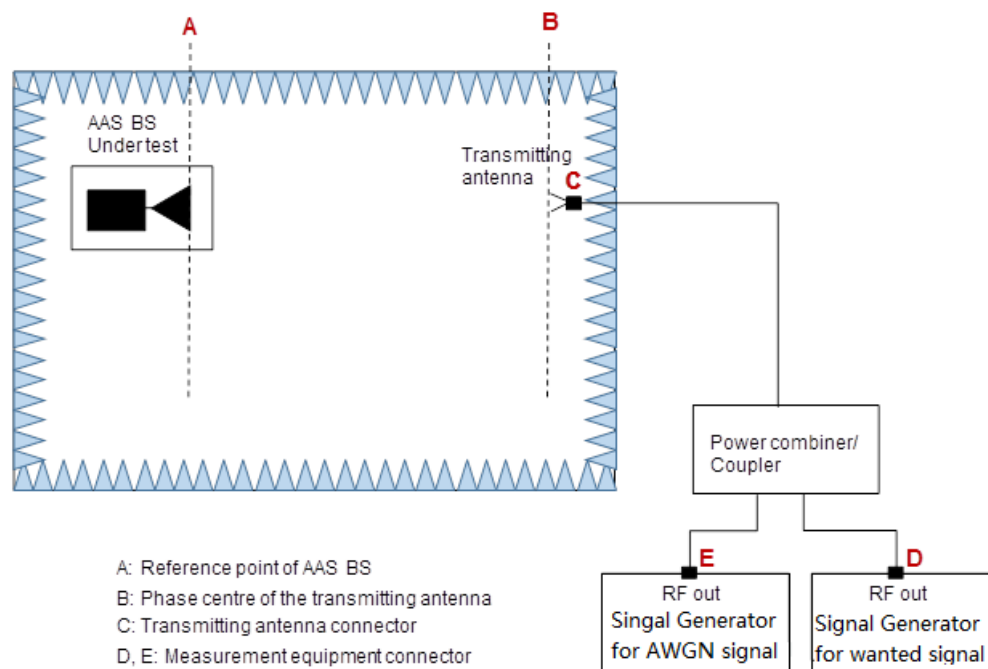 A
B
AAS BS
Under test
Transmitting
antenna
C
Power combiner/
Coupler
E
D
RF out
Singal Generator
for AWGN signal
RF out
Signal Generator
for wanted signal
A: Reference point of AAS BS
B: Phase centre of the transmitting antenna
C: Transmitting antenna connector
D, E: Measurement equipment connector